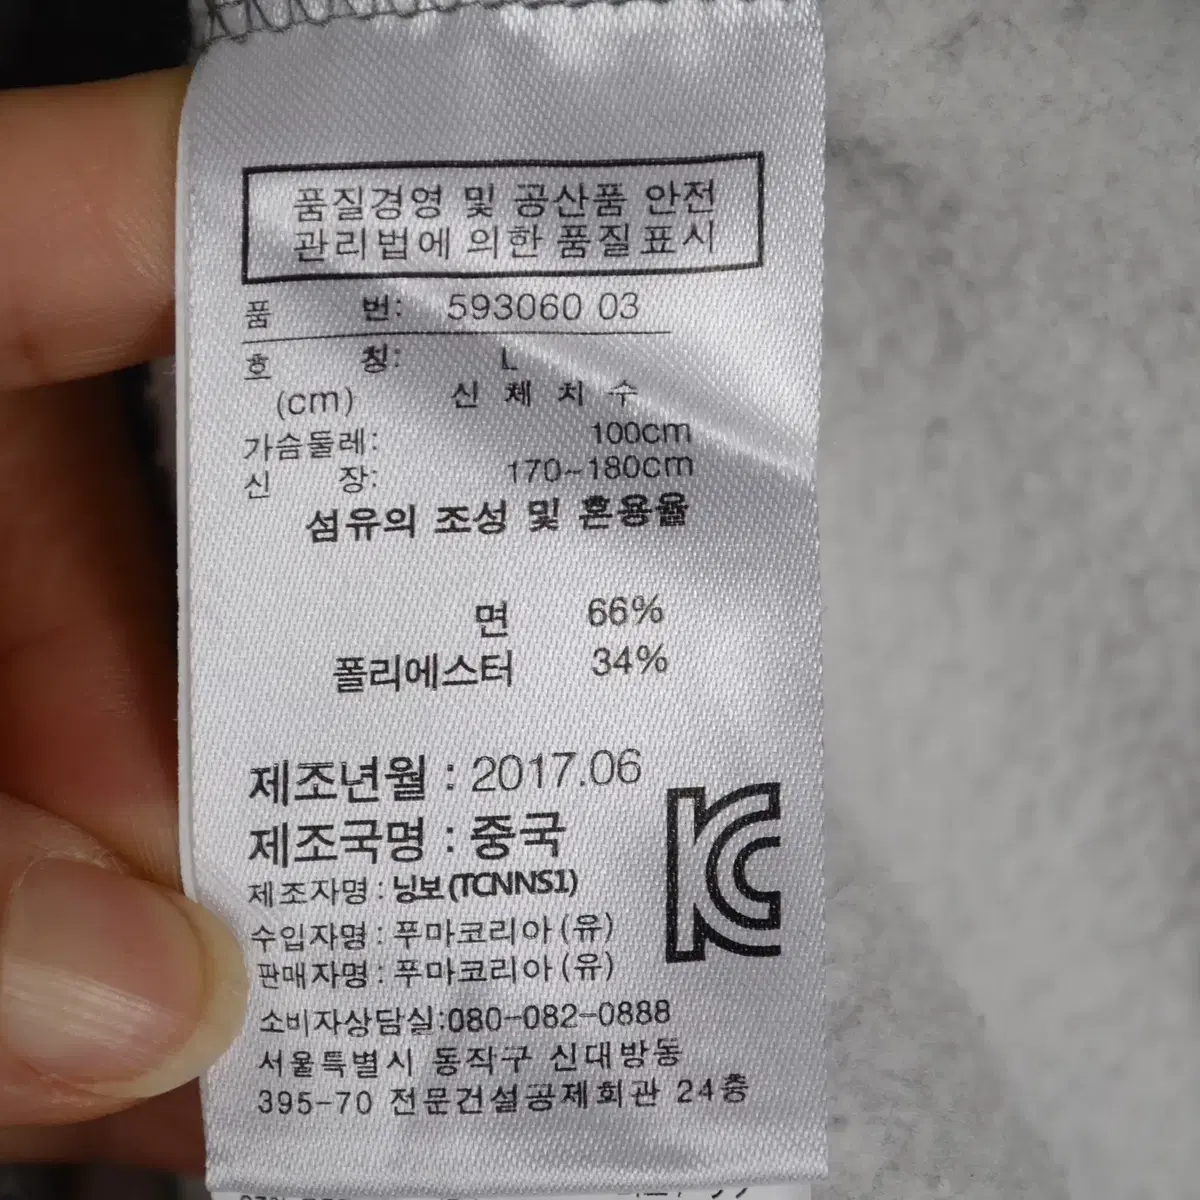 품질경영 및 공산품 안전
관리법에 의한 품질표시
품 번: 593060 03
호 칭: L
(cm) 신 체 치 수
가슴둘레: 100cm
신 장: 170~180cm
섬유의 조성 및 혼용율
면 66%
폴리에스터 34%
제조년월 : 2017.06
제조국명 : 중국
제조자명 : 닝보(TCNNS1)
수입자명 : 푸마코리아(유)
판매자명 : 푸마코리아(유)
소비자상담실:080-082-0888
서울특별시 동작구 신대방동
395-70 전문건설공제회관 24층